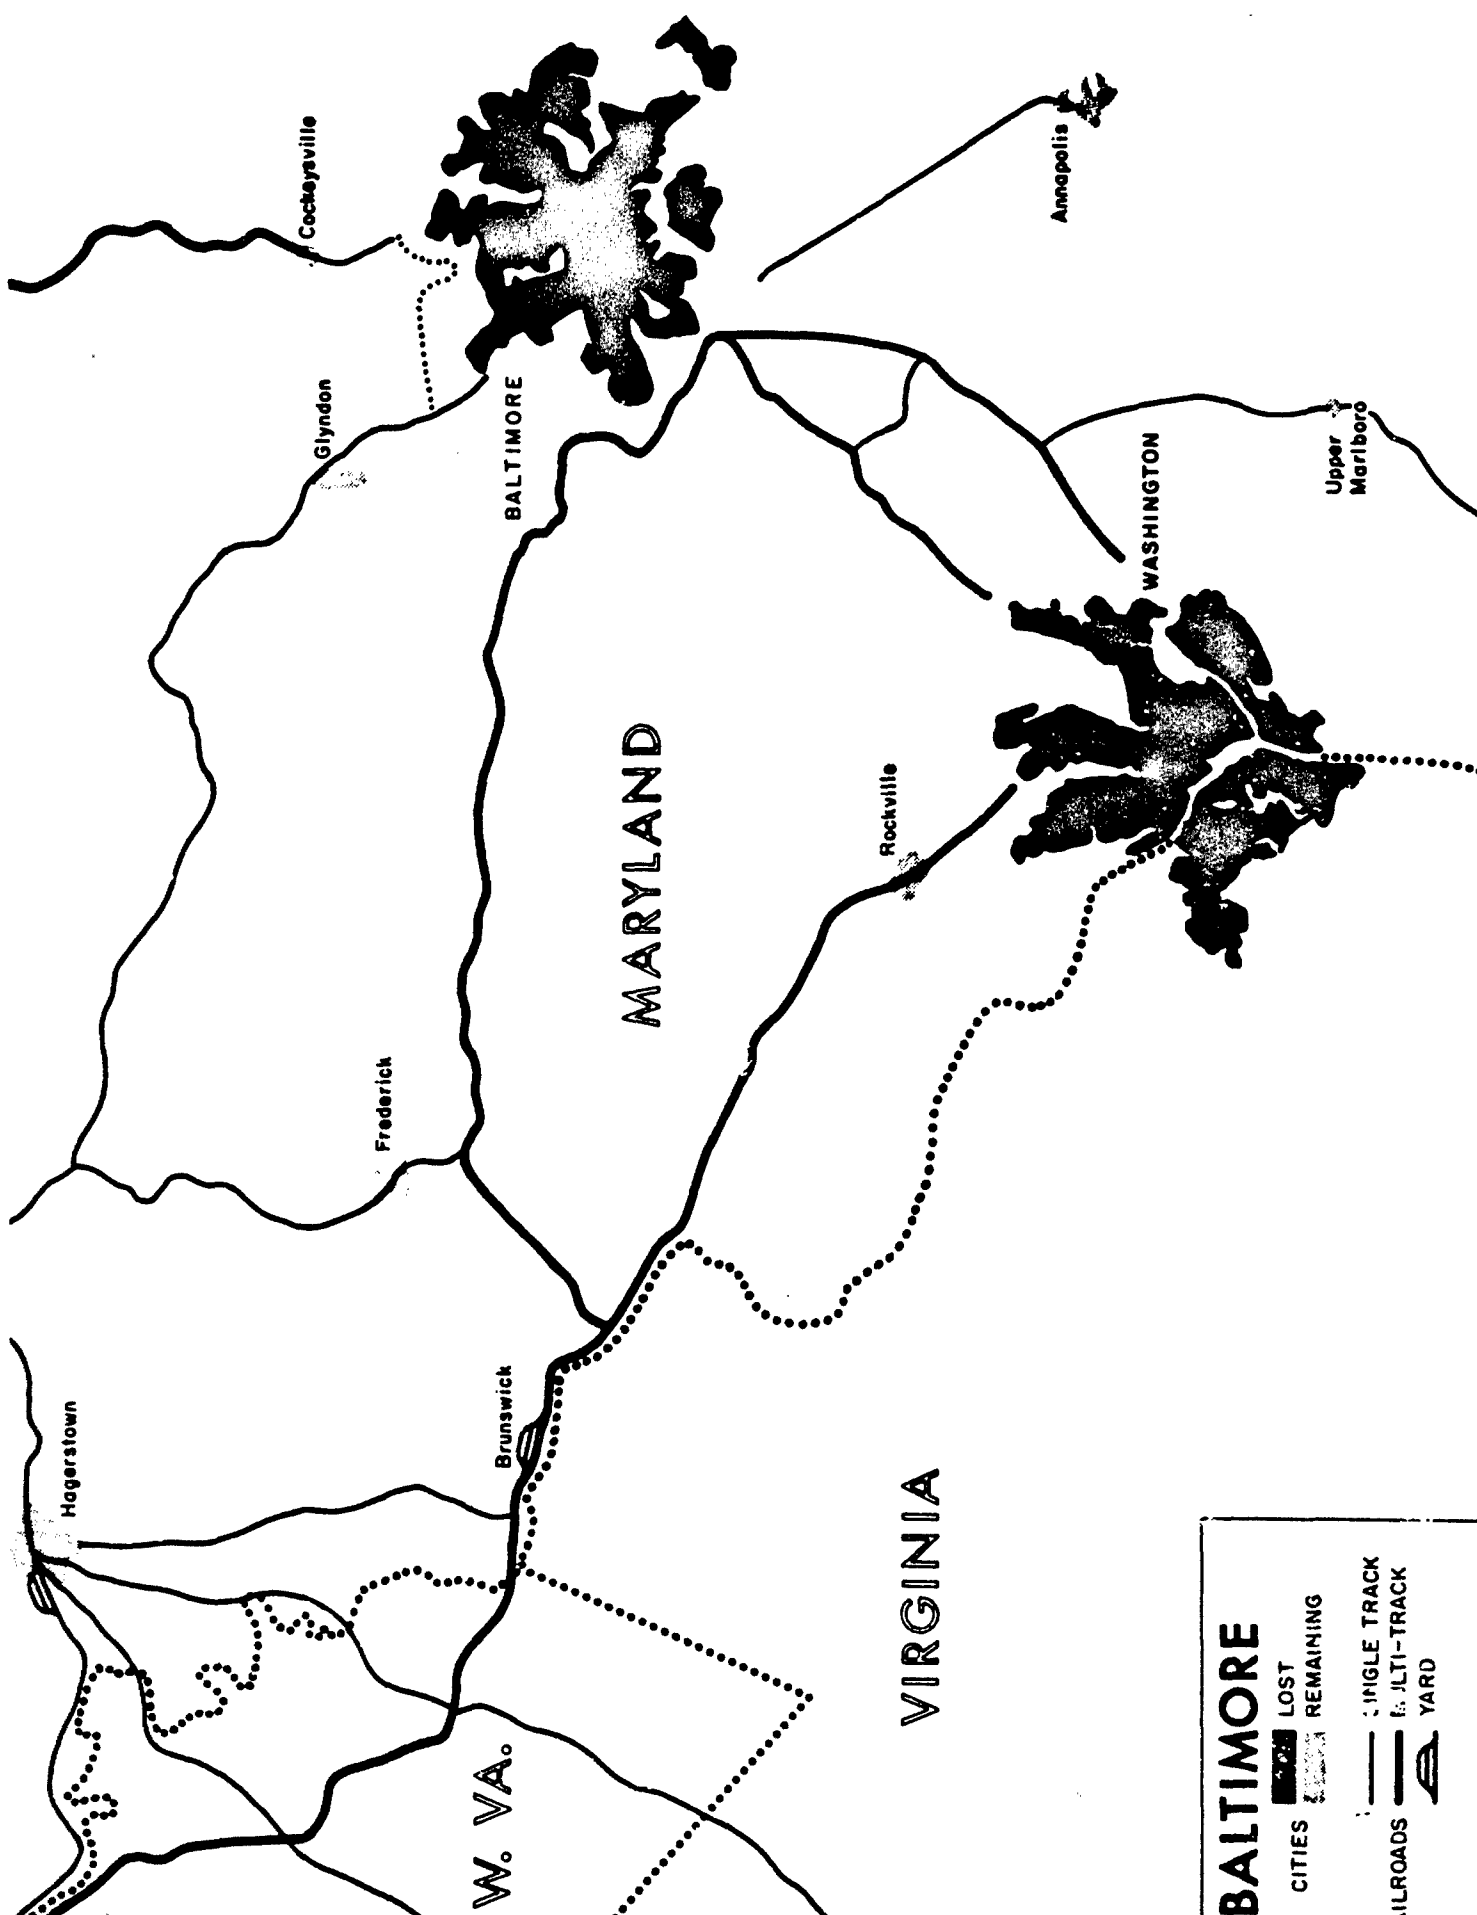 Cockeysville
Glyndon
BALTIMORE
Annapolis
WASHINGTON
Upper
Marlboro
MARYLAND
Rockville
Frederick
Hagerstown
Brunswick
VIRGINIA
W. VA.
BALTIMORE
CITIES
LOST
REMAINING
TRACK
YARD